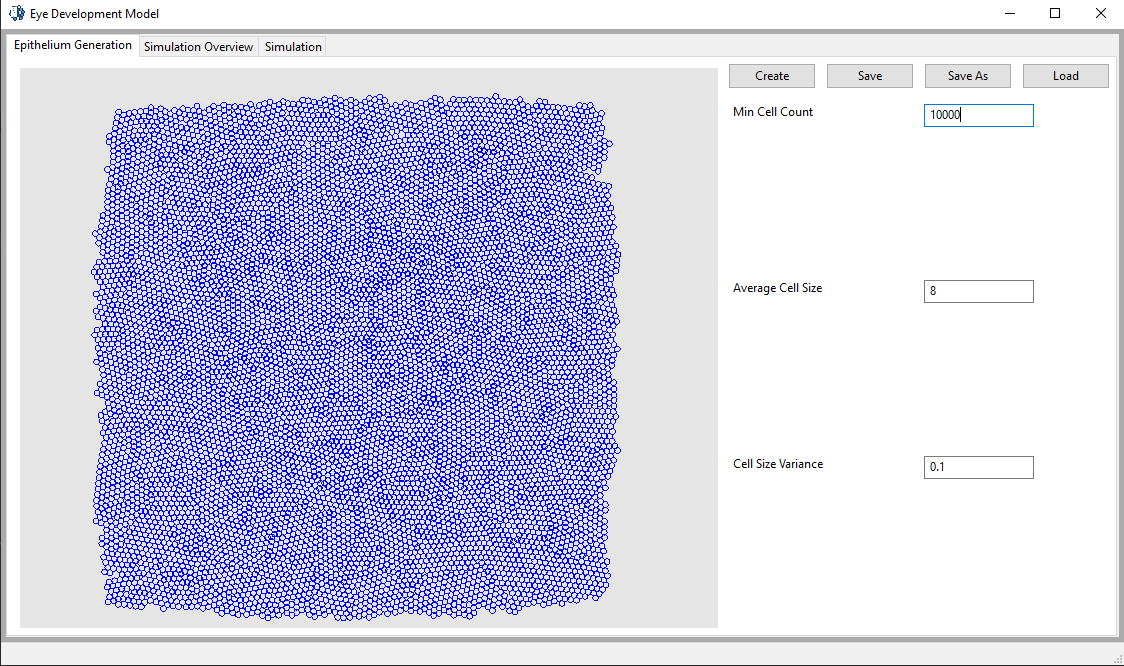 Eye Development Model
Epithelium Generation Simulation Overview Simulation
Create Save Save As Load
Min Cell Count 10000
Average Cell Size 8
Cell Size Variance 0.1